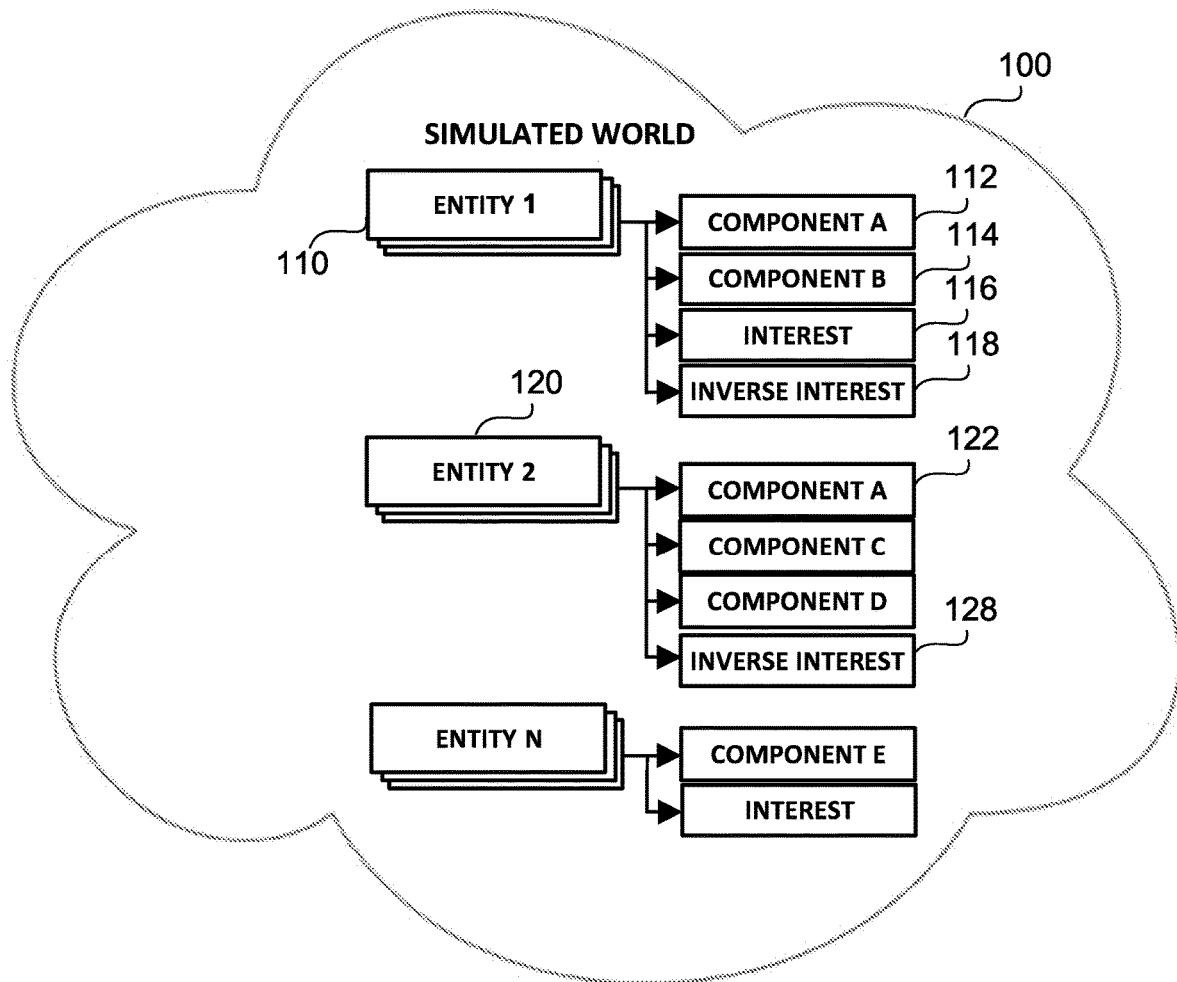 100
SIMULATED WORLD
ENTITY 1
110
COMPONENT A
112
COMPONENT B
114
INTEREST
116
INVERSE INTEREST
118
120
ENTITY 2
COMPONENT A
122
COMPONENT C
COMPONENT D
INVERSE INTEREST
128
ENTITY N
COMPONENT E
INTEREST